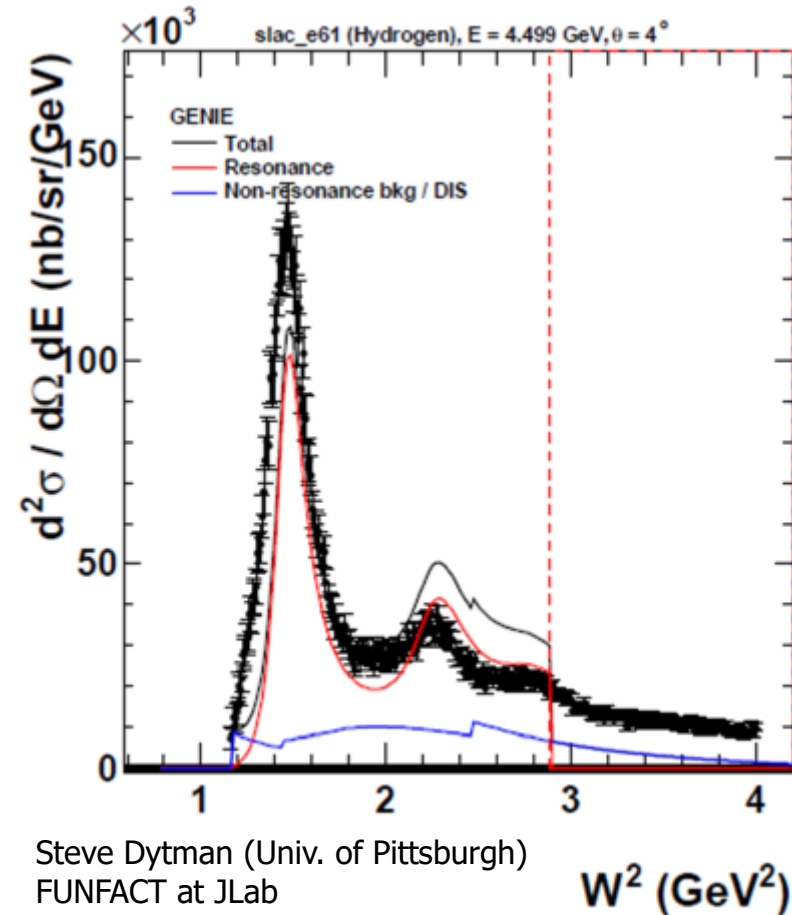 ×10³
slac_e61 (Hydrogen), E = 4.499 GeV, θ = 4°
GENIE
Total
Resonance
Non-resonance bkg / DIS
d²σ / dΩ dE (nb/sr/GeV)
150
100
50
0
1 2 3 4
W² (GeV²)
Steve Dytman (Univ. of Pittsburgh)
FUNFACT at JLab